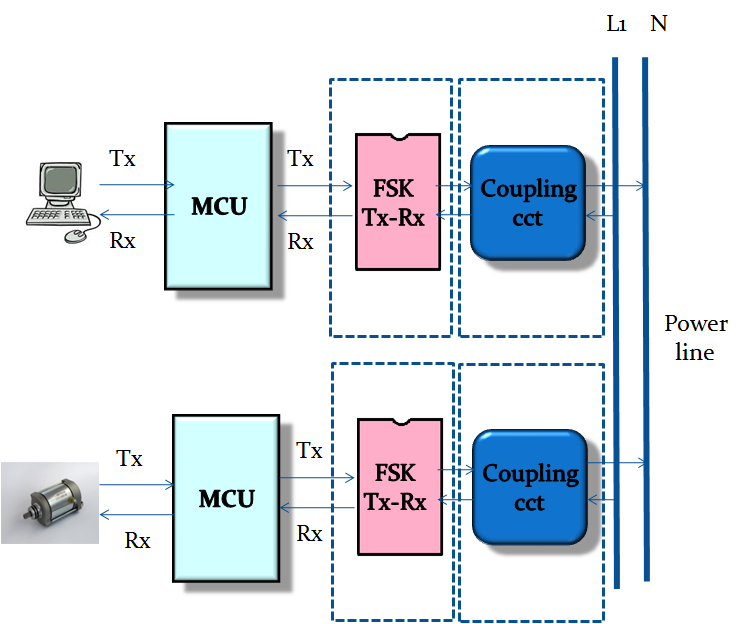 L1 N
Tx
Tx
MCU
FSK
Tx-Rx
Coupling
cct
Rx
Rx
Power
line
Tx
Tx
MCU
FSK
Tx-Rx
Coupling
cct
Rx
Rx